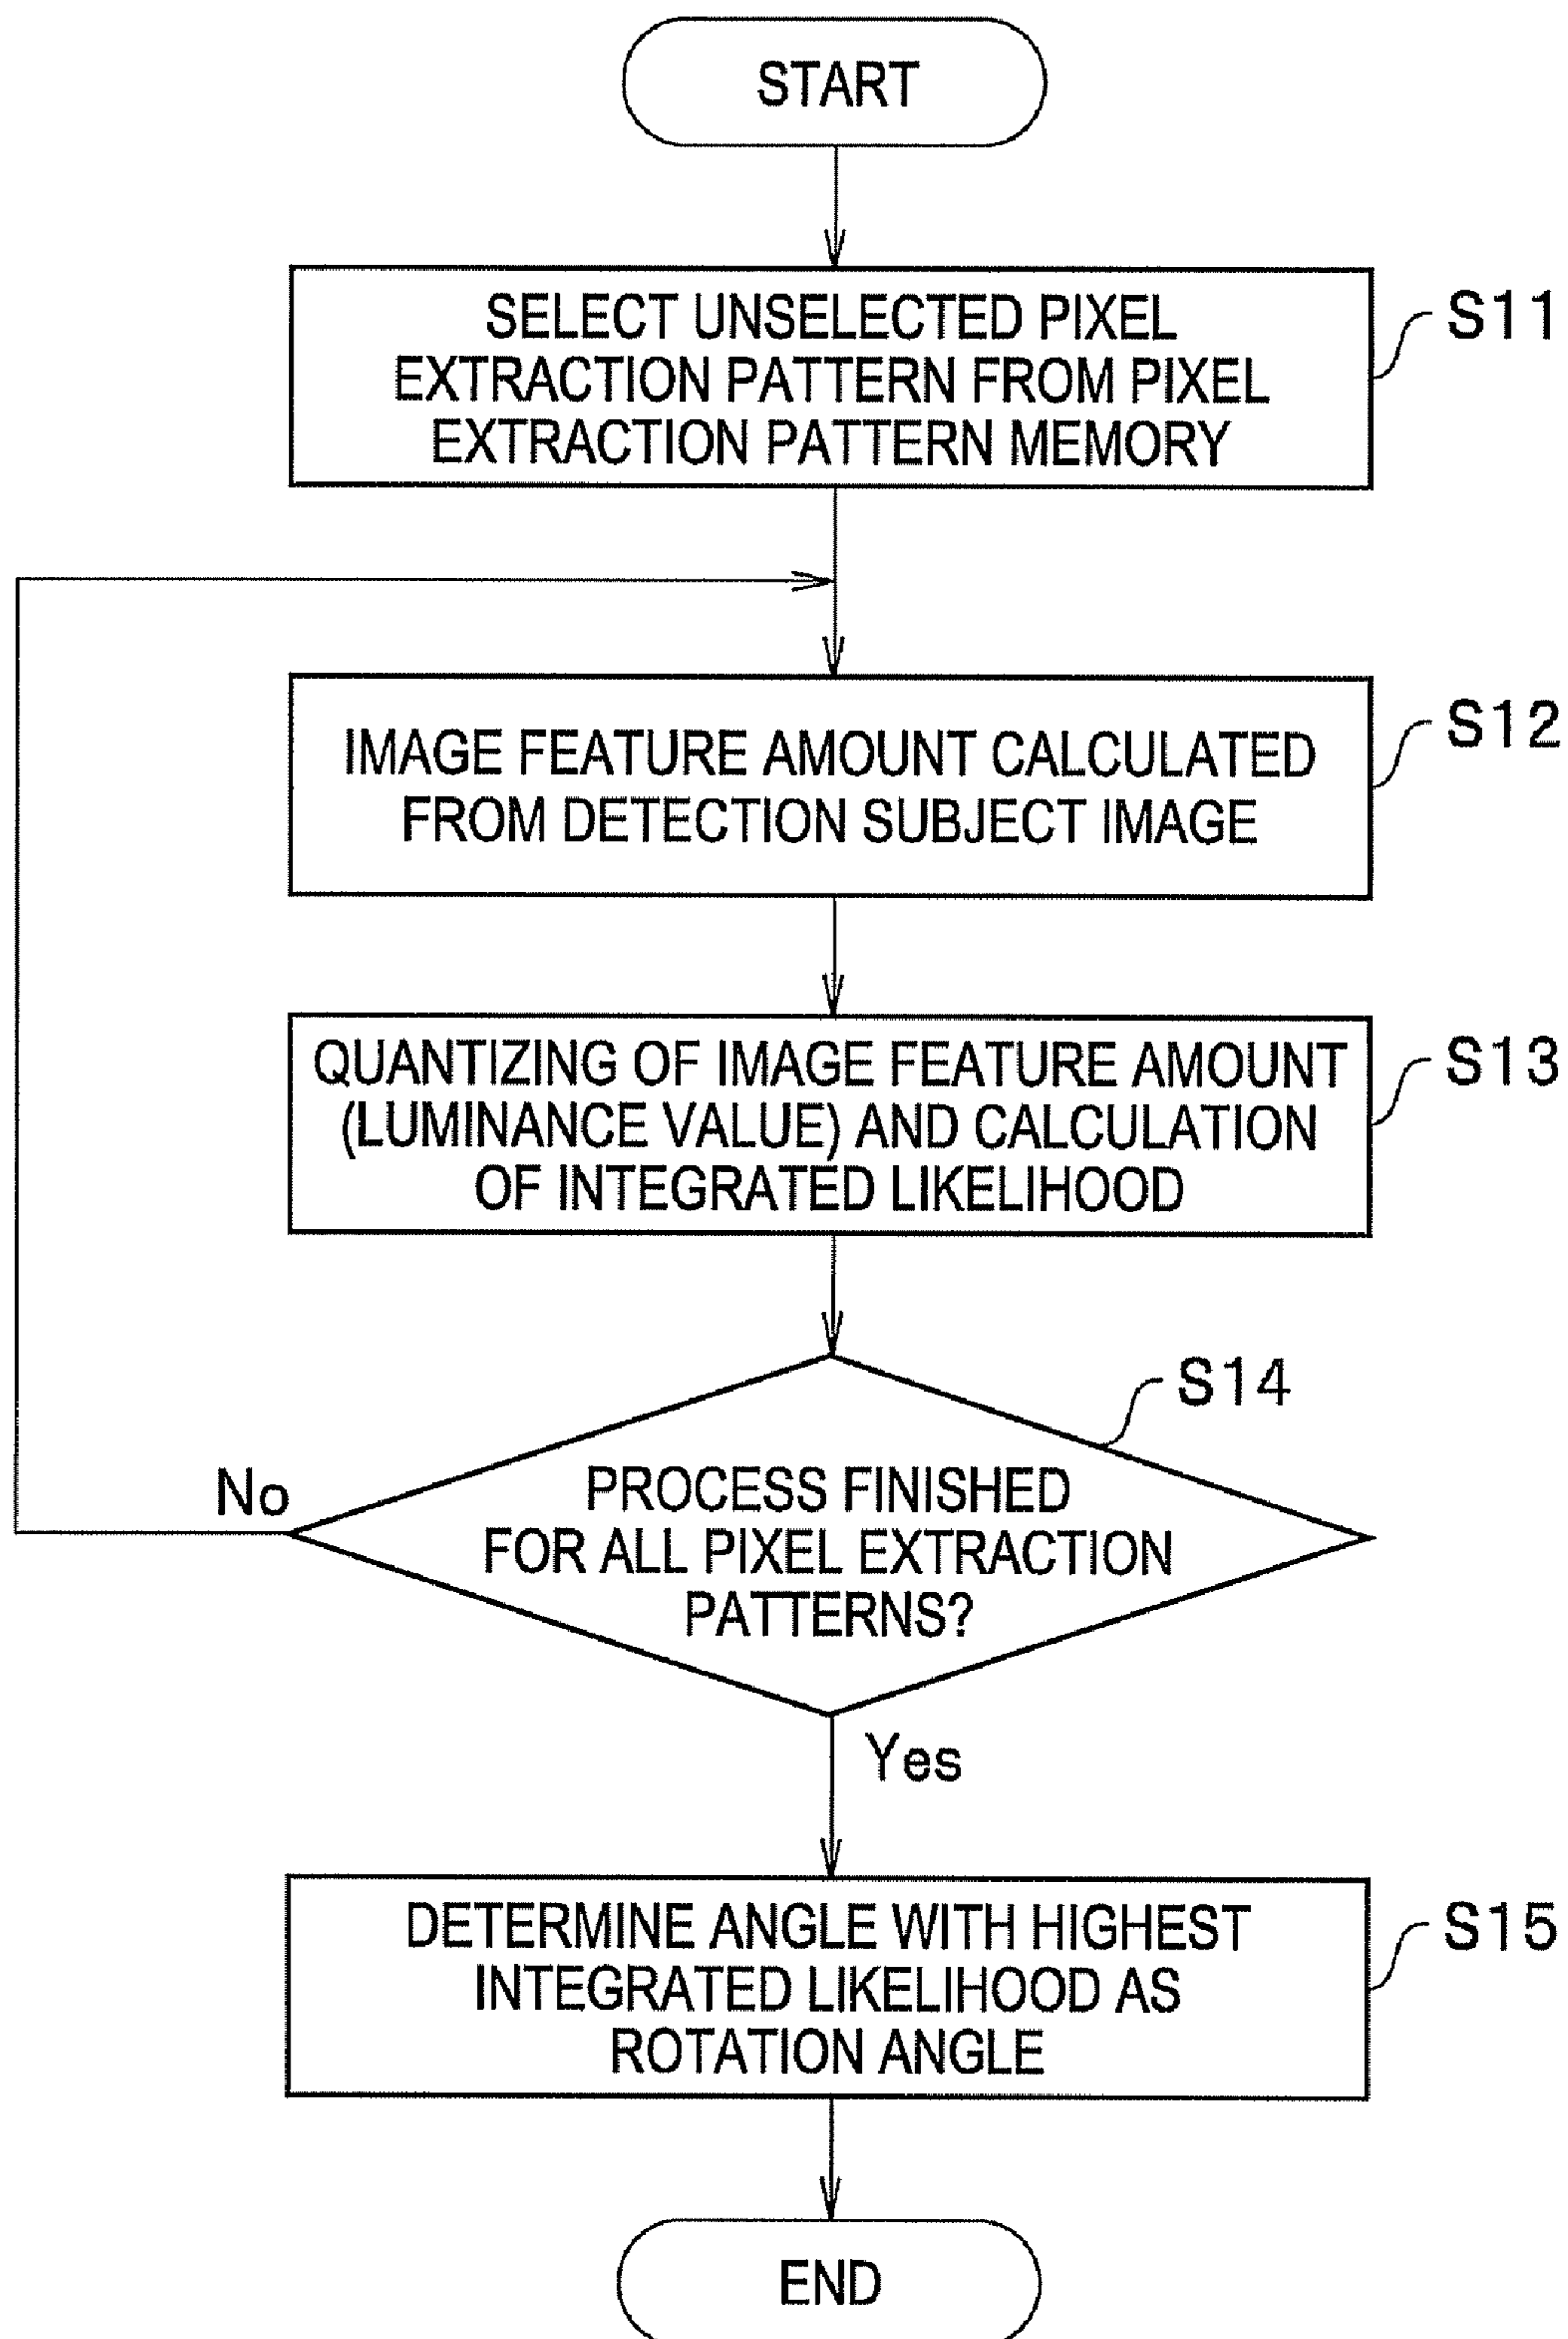 START
SELECT UNSELECTED PIXEL
EXTRACTION PATTERN FROM PIXEL
EXTRACTION PATTERN MEMORY
S11
IMAGE FEATURE AMOUNT CALCULATED
FROM DETECTION SUBJECT IMAGE
S12
QUANTIZING OF IMAGE FEATURE AMOUNT
(LUMINANCE VALUE) AND CALCULATION
OF INTEGRATED LIKELIHOOD
S13
S14
PROCESS FINISHED
FOR ALL PIXEL EXTRACTION
PATTERNS?
No
Yes
DETERMINE ANGLE WITH HIGHEST
INTEGRATED LIKELIHOOD AS
ROTATION ANGLE
S15
END